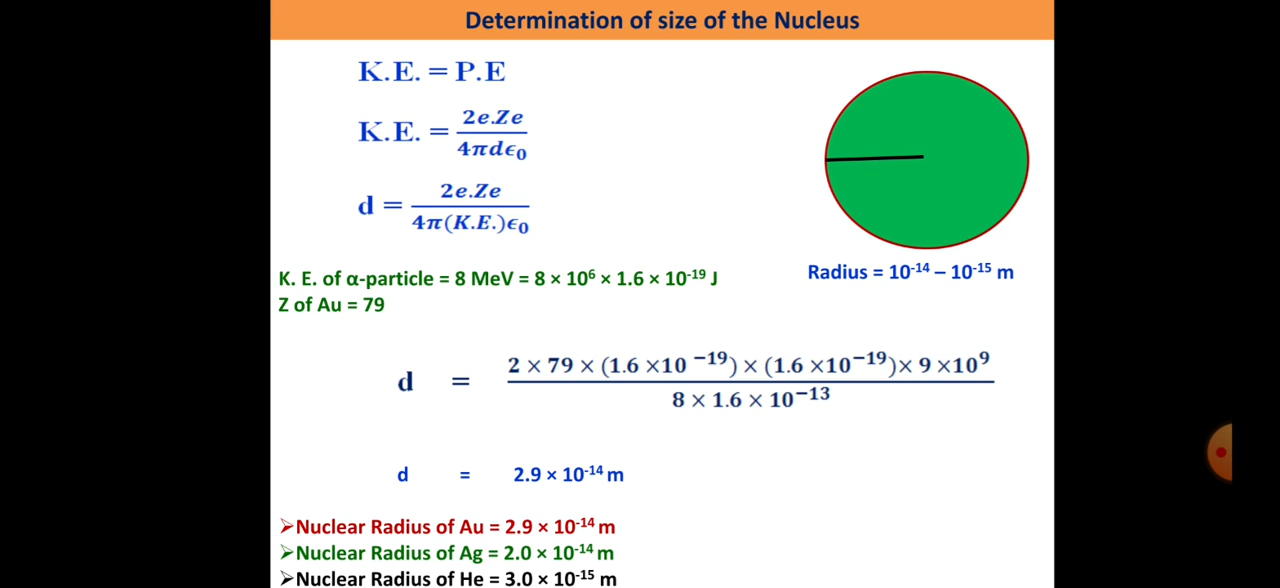 Determination of size of the Nucleus
K.E. = P.E
K.E. = 2e.Ze / 4πdϵ₀
d = 2e.Ze / 4π(K.E.)ϵ₀
Radius = 10⁻¹⁴ – 10⁻¹⁵ m
K. E. of α-particle = 8 MeV = 8 × 10⁶ × 1.6 × 10⁻¹⁹ J
Z of Au = 79
d = 2 × 79 × (1.6 ×10 ⁻¹⁹) × (1.6 ×10⁻¹⁹)× 9 ×10⁹ / 8 × 1.6 × 10⁻¹³
d = 2.9 × 10⁻¹⁴ m
➢Nuclear Radius of Au = 2.9 × 10⁻¹⁴ m
➢Nuclear Radius of Ag = 2.0 × 10⁻¹⁴ m
➢Nuclear Radius of He = 3.0 × 10⁻¹⁵ m